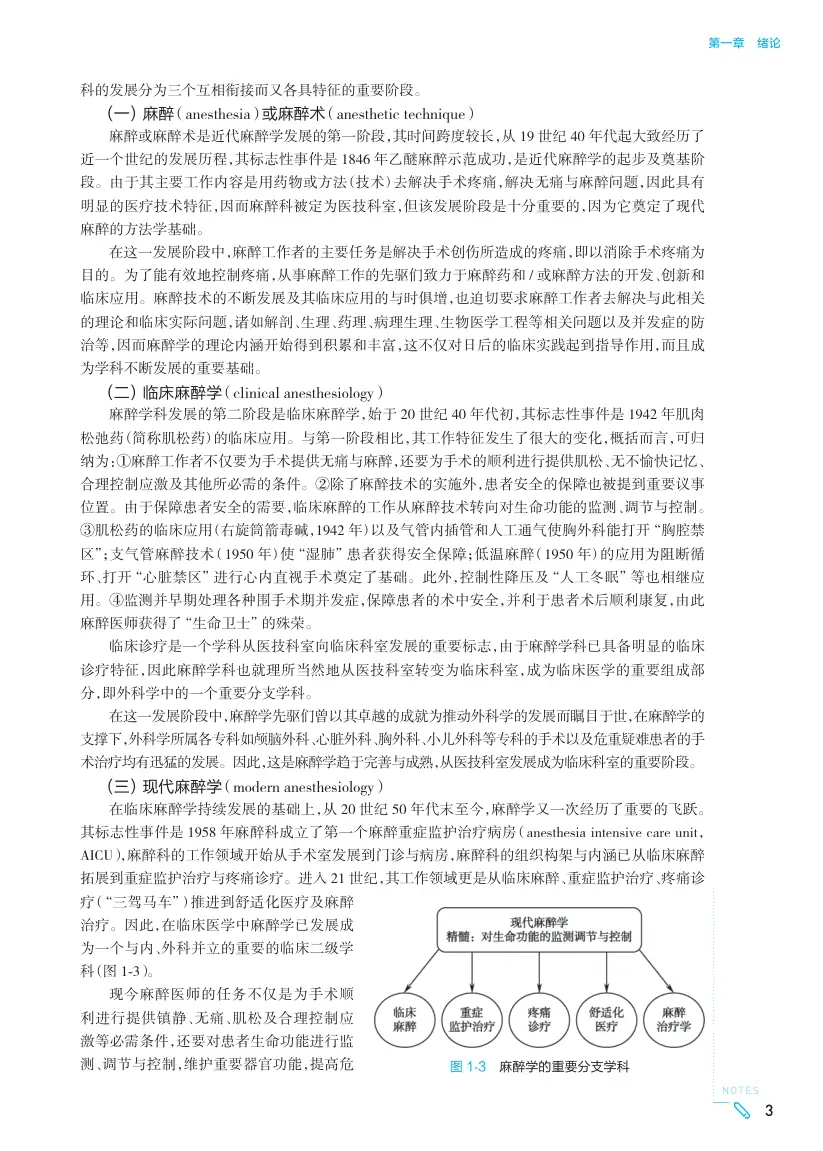 第一章 绪论
科的发展分为三个互相衔接而又各具特征的重要阶段。
（一）麻醉（anesthesia）或麻醉术（anesthetic technique）
麻醉或麻醉术是近代麻醉学发展的第一阶段，其时间跨度较长，从 19 世纪 40 年代起大致经历了
近一个世纪的发展历程，其标志性事件是 1846 年乙醚麻醉示范成功，是近代麻醉学的起步及奠基阶
段。由于其主要工作内容是用药物或方法（技术）去解决手术疼痛，解决无痛与麻醉问题，因此具有
明显的医疗技术特征，因而麻醉科被定为医技科室，但该发展阶段是十分重要的，因为它奠定了现代
麻醉的方法学基础。
在这一发展阶段中，麻醉工作者的主要任务是解决手术创伤所造成的疼痛，即以消除手术疼痛为
目的。为了能有效地控制疼痛，从事麻醉工作的先驱们致力于麻醉药和 / 或麻醉方法的开发、创新和
临床应用。麻醉技术的不断发展及其临床应用的与时俱增，也迫切要求麻醉工作者去解决与此相关
的理论和临床实际问题，诸如解剖、生理、药理、病理生理、生物医学工程等相关问题以及并发症的防
治等，因而麻醉学的理论内涵开始得到积累和丰富，这不仅对日后的临床实践起到指导作用，而且成
为学科不断发展的重要基础。
（二）临床麻醉学（clinical anesthesiology）
麻醉学科发展的第二阶段是临床麻醉学，始于 20 世纪 40 年代初，其标志性事件是 1942 年肌肉
松弛药（简称肌松药）的临床应用。与第一阶段相比，其工作特征发生了很大的变化，概括而言，可归
纳为：①麻醉工作者不仅要为手术提供无痛与麻醉，还要为手术的顺利进行提供肌松、无不愉快记忆、
合理控制应激及其他所必需的条件。②除了麻醉技术的实施外，患者安全的保障也被提到重要议事
位置。由于保障患者安全的需要，临床麻醉的工作从麻醉技术转向对生命功能的监测、调节与控制。
③肌松药的临床应用（右旋筒箭毒碱，1942 年）以及气管内插管和人工通气使胸外科能打开“胸腔禁
区”；支气管麻醉技术（1950 年）使“湿肺”患者获得安全保障；低温麻醉（1950 年）的应用为阻断循
环、打开“心脏禁区”进行心内直视手术奠定了基础。此外，控制性降压及“人工冬眠”等也相继应
用。④监测并早期处理各种围手术期并发症，保障患者的术中安全，并利于患者术后顺利康复，由此
麻醉医师获得了“生命卫士”的殊荣。
临床诊疗是一个学科从医技科室向临床科室发展的重要标志，由于麻醉学科已具备明显的临床
诊疗特征，因此麻醉学科也就理所当然地从医技科室转变为临床科室，成为临床医学的重要组成部
分，即外科学中的一个重要分支学科。
在这一发展阶段中，麻醉学先驱们曾以其卓越的成就为推动外科学的发展而瞩目于世，在麻醉学的
支撑下，外科学所属各专科如颅脑外科、心脏外科、胸外科、小儿外科等专科的手术以及危重疑难患者的手
术治疗均有迅猛的发展。因此，这是麻醉学趋于完善与成熟，从医技科室发展成为临床科室的重要阶段。
（三）现代麻醉学（modern anesthesiology）
在临床麻醉学持续发展的基础上，从 20 世纪 50 年代末至今，麻醉学又一次经历了重要的飞跃。
其标志性事件是 1958 年麻醉科成立了第一个麻醉重症监护治疗病房（anesthesia intensive care unit，
AICU），麻醉科的工作领域开始从手术室发展到门诊与病房，麻醉科的组织构架与内涵已从临床麻醉
拓展到重症监护治疗与疼痛诊疗。进入 21 世纪，其工作领域更是从临床麻醉、重症监护治疗、疼痛诊
疗（“三驾马车”）推进到舒适化医疗及麻醉
治疗。因此，在临床医学中麻醉学已发展成
为一个与内、外科并立的重要的临床二级学
科（图 1-3）。
现今麻醉医师的任务不仅是为手术顺
利进行提供镇静、无痛、肌松及合理控制应
激等必需条件，还要对患者生命功能进行监
测、调节与控制，维护重要器官功能，提高危
现代麻醉学
精髓：对生命功能的监测调节与控制
临床
麻醉
重症
监护治疗
疼痛
诊疗
舒适化
医疗
麻醉
治疗学
图 1-3 麻醉学的重要分支学科
NOTES
3